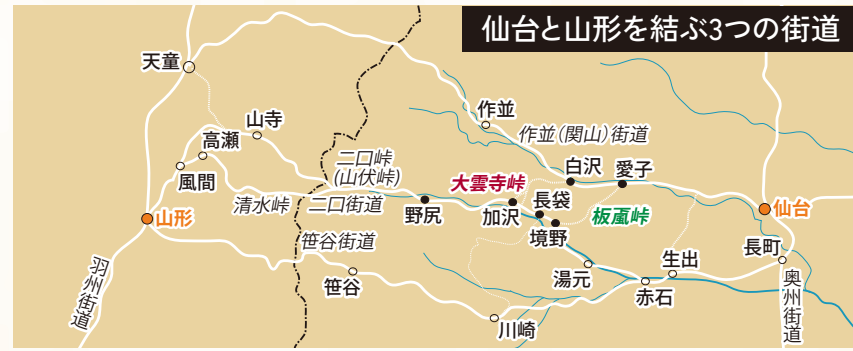 仙台と山形を結ぶ3つの街道
天童
作並
山寺
作並(関山)街道
高瀬
二口峠
(山伏峠)
白沢
愛子
風間
大雲寺峠
長袋
清水峠
二口街道
野尻
加沢
板颪峠
仙台
山形
境野
笹谷街道
長町
生出
湯元
笹谷
赤石
羽州街道
奥州街道
川崎